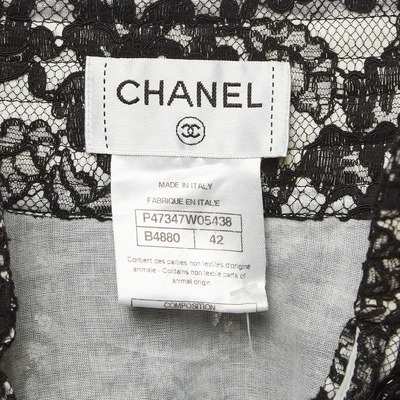 CHANEL
MADE IN ITALY
FABRIQUE EN ITALIE
P47347W05438
B4880 42
Contient des parties non textiles d'origine
animale - Contains non textile parts of
animal origin
COMPOSITION